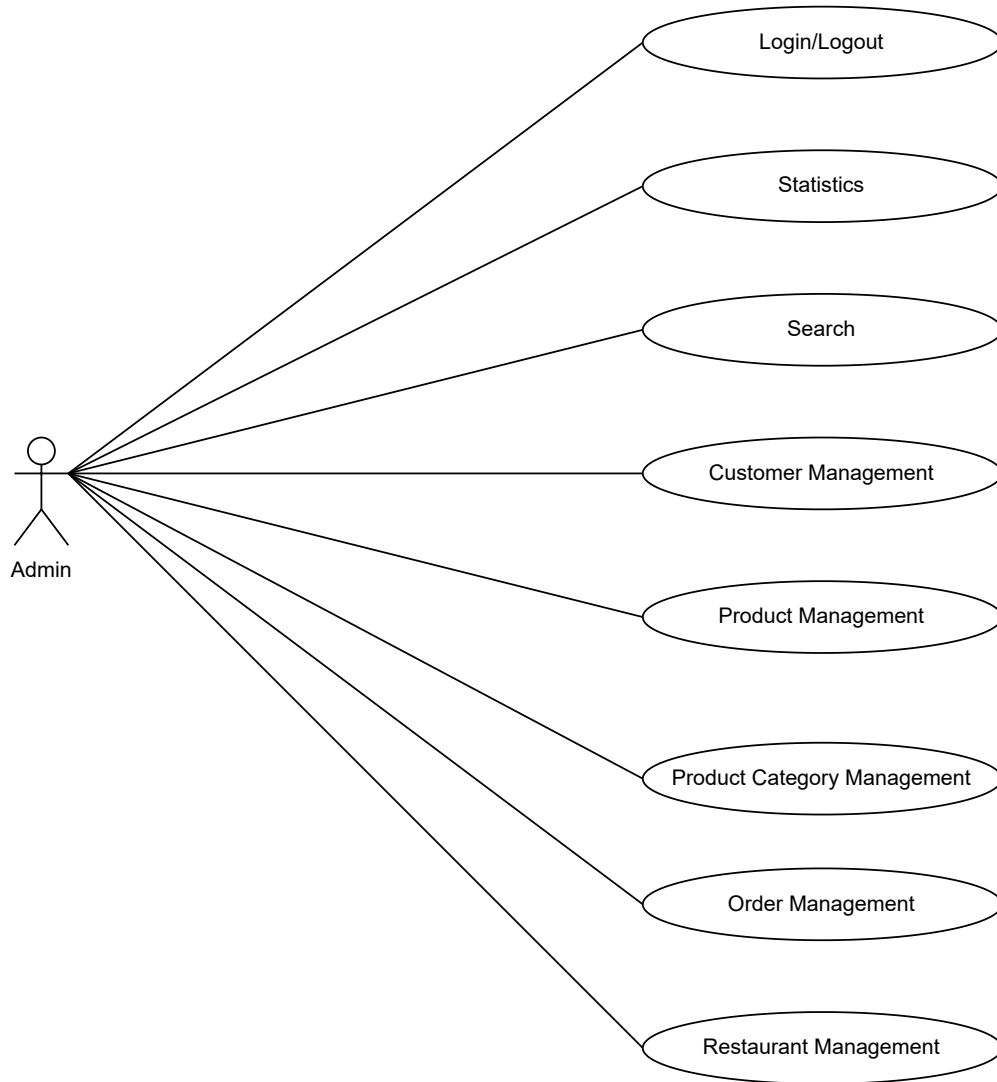 Login/Logout
Statistics
Search
Customer Management
Admin
Product Management
Product Category Management
Order Management
Restaurant Management